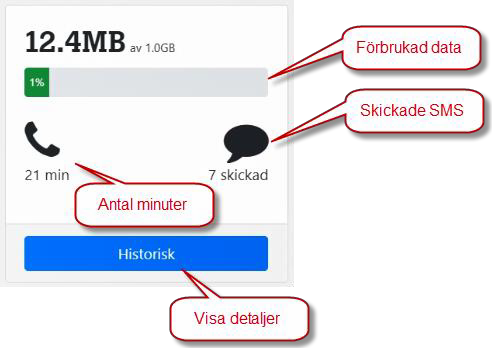 12.4MB av 1.0GB
Förbrukad data
1%
Skickade SMS
21 min
7 skickad
Antal minuter
Historisk
Visa detaljer